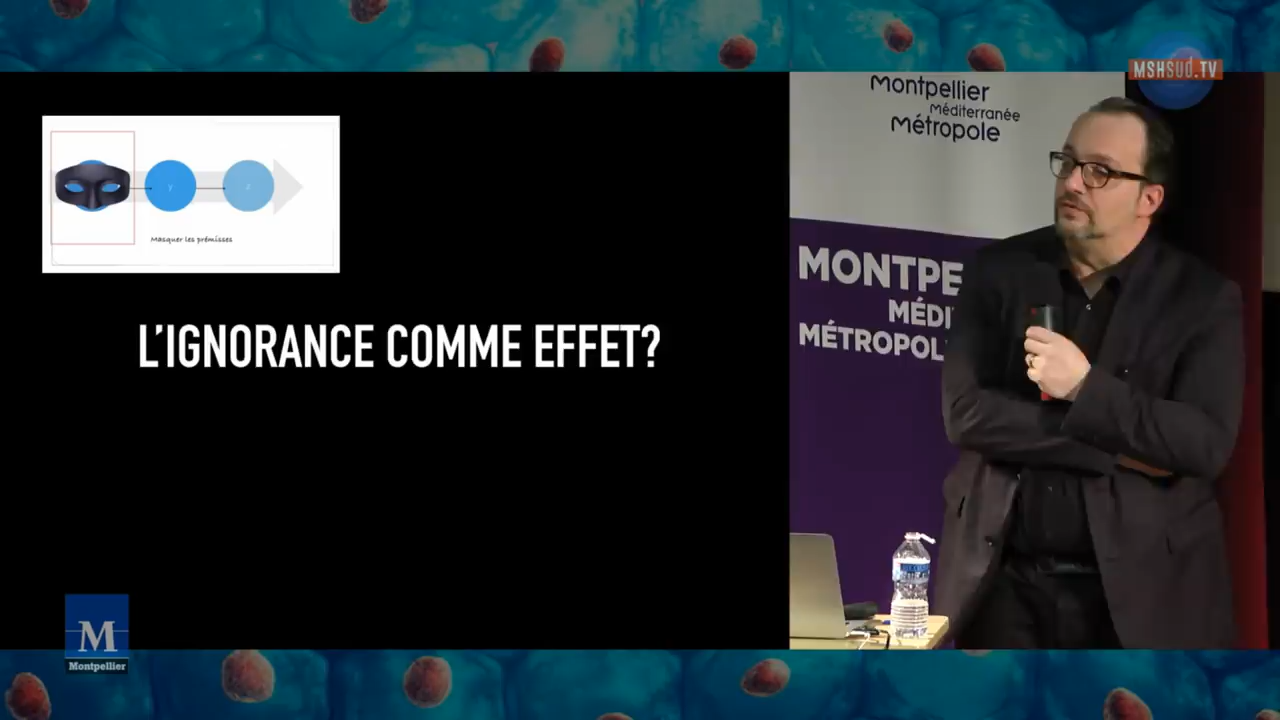 MSHSUD.TV
Montpellier
Méditerranée
Métropole
Y
Z
Masquer les prémisses
L'IGNORANCE COMME EFFET?
MONTPE
MÉDI
MÉTROPOL
M
Montpellier